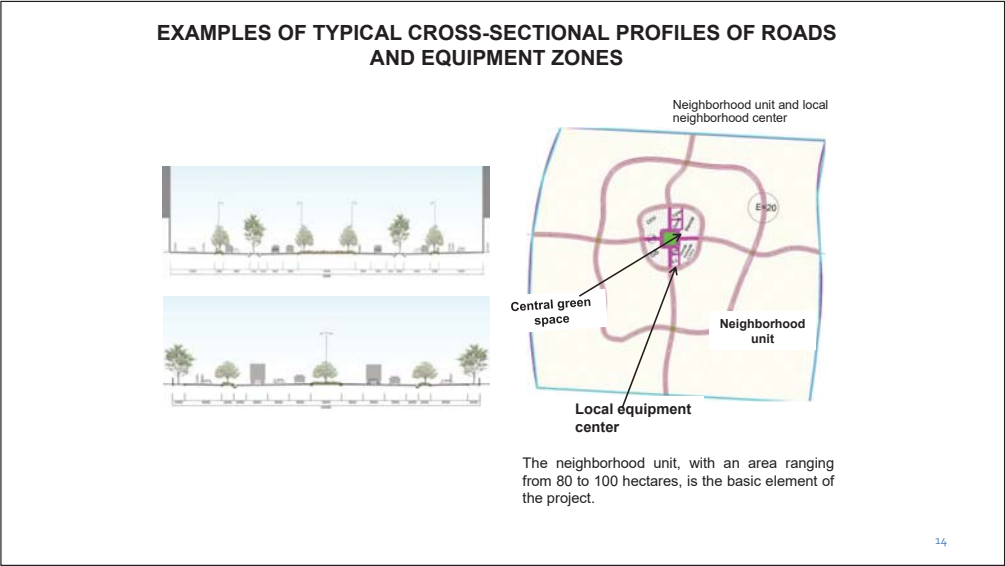 EXAMPLES OF TYPICAL CROSS-SECTIONAL PROFILES OF ROADS
AND EQUIPMENT ZONES
Neighborhood unit and local
neighborhood center
E=20
Central green
space
Neighborhood
unit
Local equipment
center
The neighborhood unit, with an area ranging
from 80 to 100 hectares, is the basic element of
the project.
14